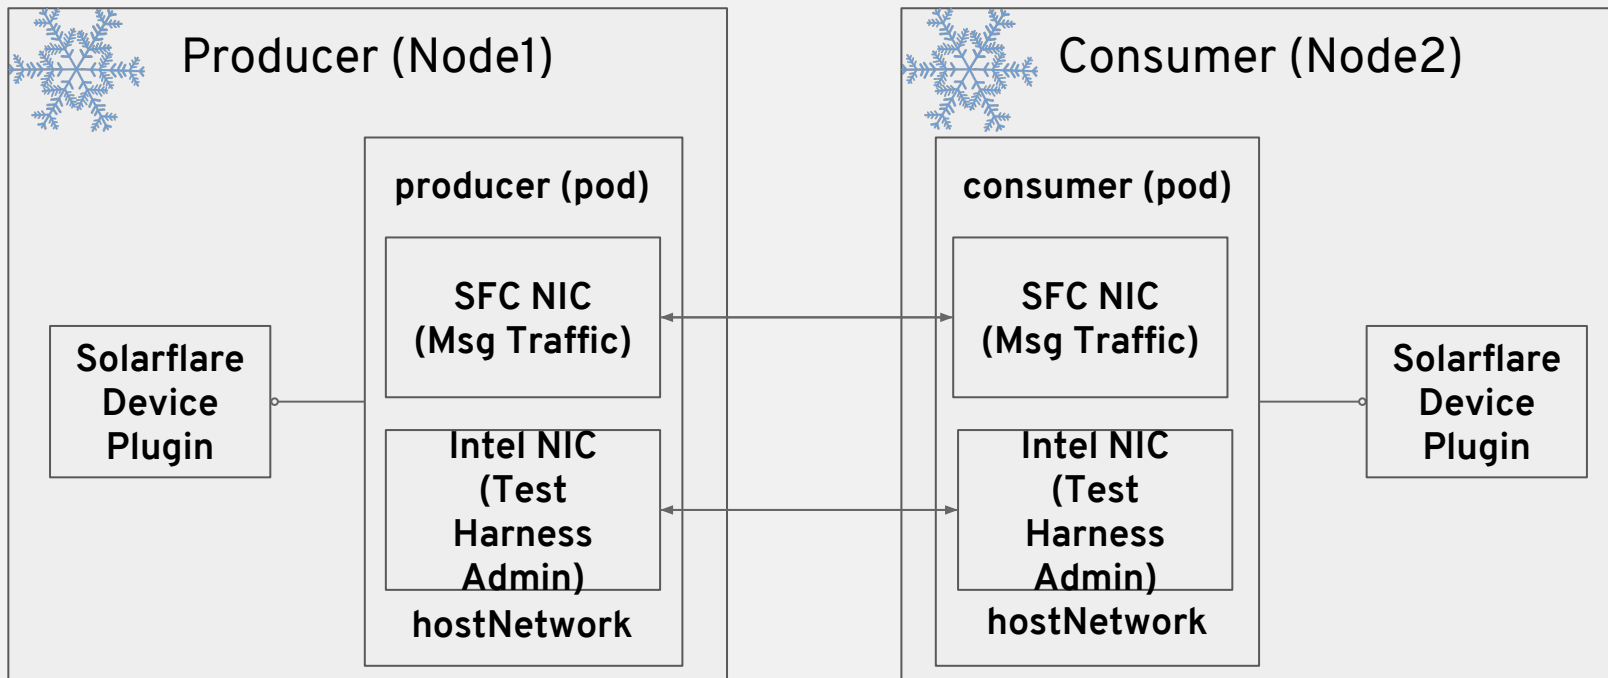 Producer (Node1)
Consumer (Node2)
producer (pod)
consumer (pod)
SFC NIC
(Msg Traffic)
SFC NIC
(Msg Traffic)
Solarflare
Device
Plugin
Solarflare
Device
Plugin
Intel NIC
(Test
Harness
Admin)
Intel NIC
(Test
Harness
Admin)
hostNetwork
hostNetwork